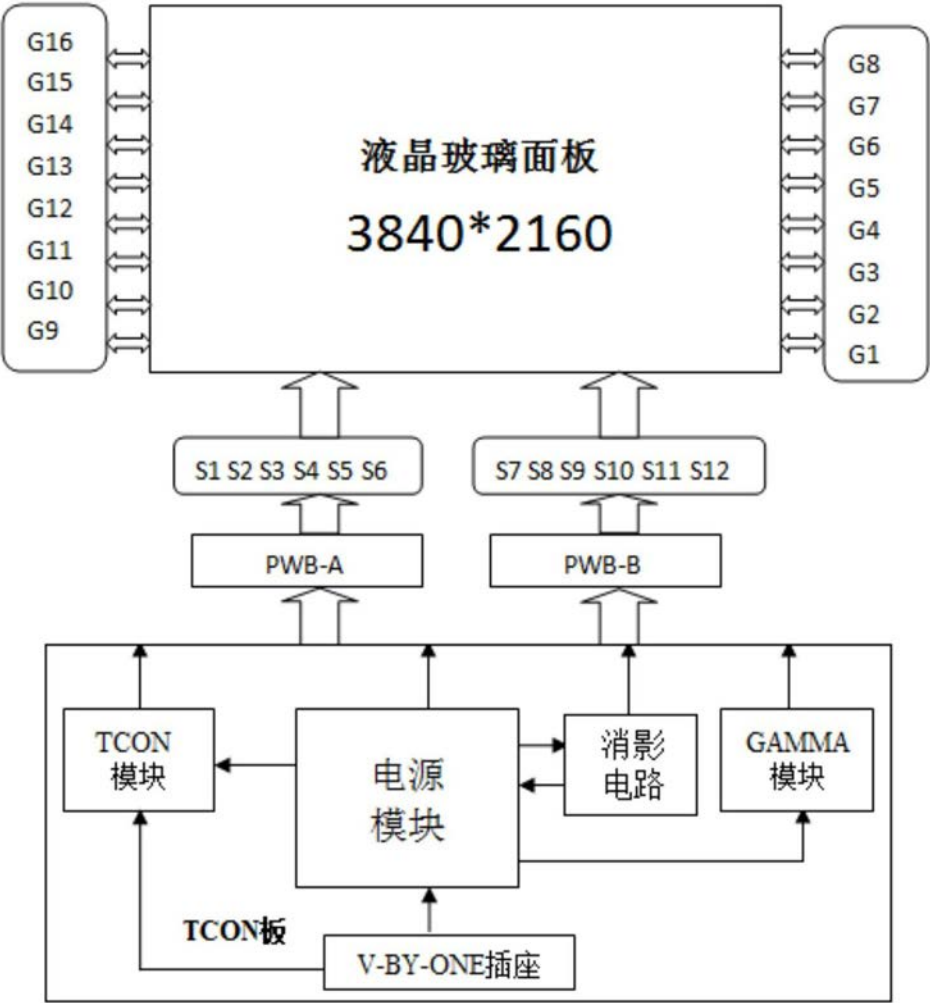 G16
G15
G14
G13
G12
G11
G10
G9
液晶玻璃面板
3840*2160
G8
G7
G6
G5
G4
G3
G2
G1
S1 S2 S3 S4 S5 S6
S7 S8 S9 S10 S11 S12
PWB-A
PWB-B
TCON
模块
电源
模块
消影
电路
GAMMA
模块
TCON板
V-BY-ONE插座